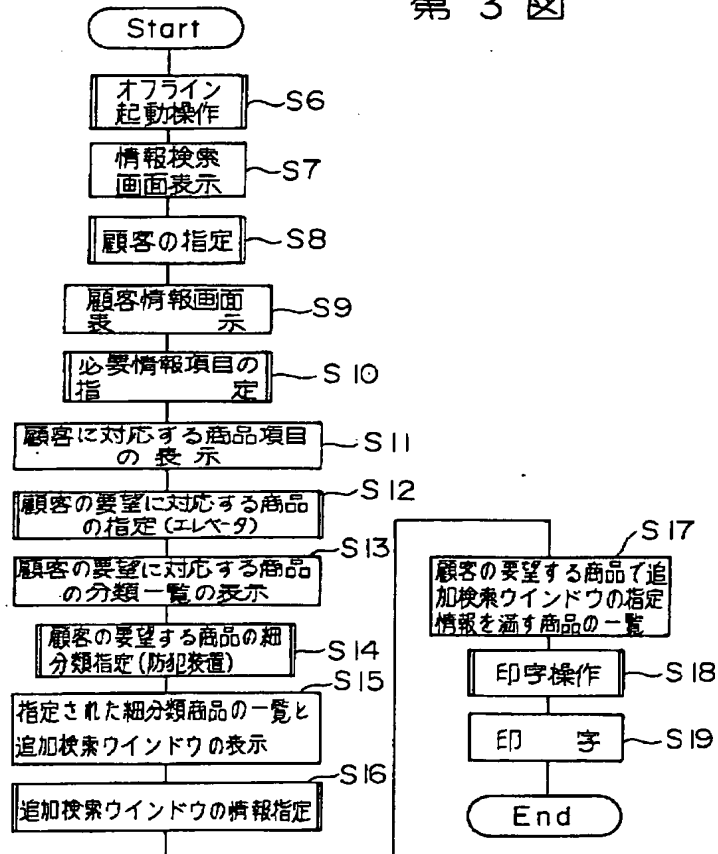 第 3 図
Start
オフライン
起動操作
S6
情報検索
画面表示
S7
顧客の指定
S8
顧客情報画面
表 示
S9
必要情報項目の
指 定
S10
顧客に対応する商品項目
の 表 示
S11
顧客の要望に対応する商品
の指定(エレベータ)
S12
顧客の要望に対応する商品
の分類一覧の表示
S13
顧客の要望する商品の細
分類指定(防犯装置)
S14
指定された細分類商品の一覧と
追加検索ウインドウの表示
S15
追加検索ウインドウの情報指定
S16
顧客の要望する商品で追
加検索ウインドウの指定
情報を満す商品の一覧
S17
印字操作
S18
印 字
S19
End